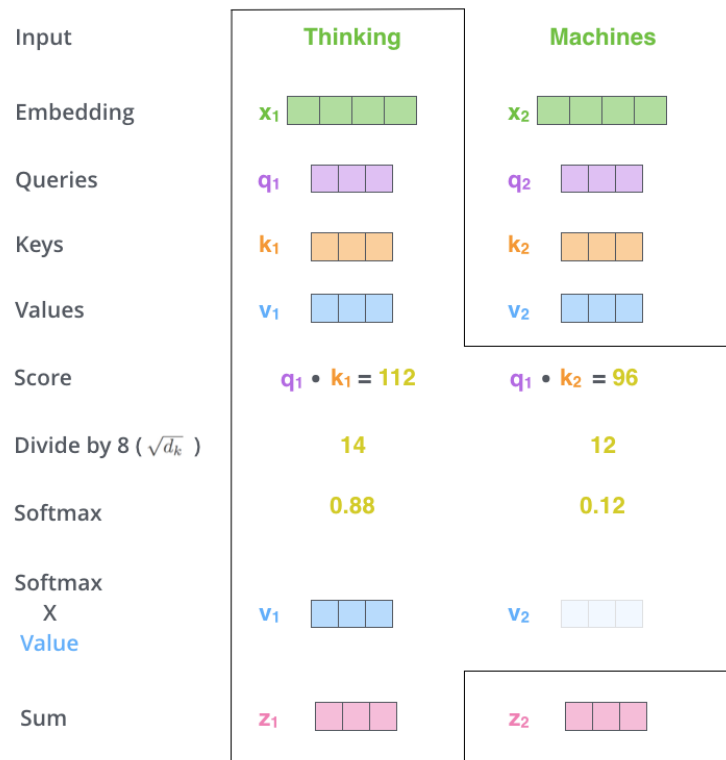 Input Thinking Machines
Embedding x₁ x₂
Queries q₁ q₂
Keys k₁ k₂
Values v₁ v₂
Score q₁ • k₁ = 112 q₁ • k₂ = 96
Divide by 8 ( √dₖ ) 14 12
Softmax 0.88 0.12
Softmax
X
Value v₁ v₂
Sum z₁ z₂